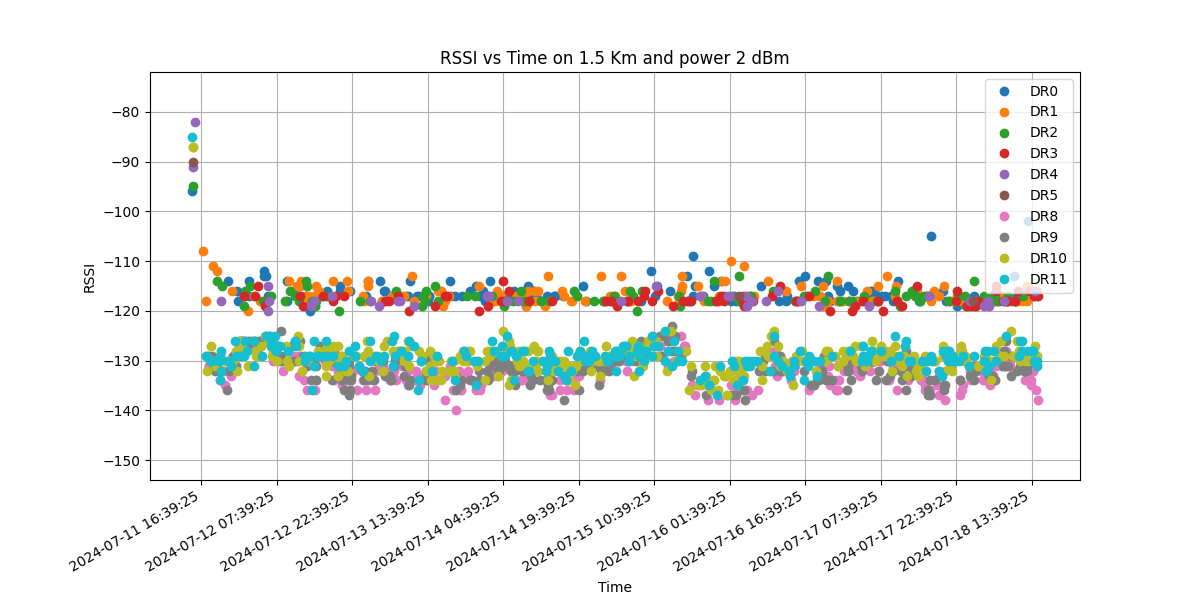 RSSI vs Time on 1.5 Km and power 2 dBm
RSSI
−80
−90
−100
−110
−120
−130
−140
−150
DR0
DR1
DR2
DR3
DR4
DR5
DR8
DR9
DR10
DR11
2024-07-11 16:39:25
2024-07-12 07:39:25
2024-07-12 22:39:25
2024-07-13 13:39:25
2024-07-14 04:39:25
2024-07-14 19:39:25
2024-07-15 10:39:25
2024-07-16 01:39:25
2024-07-16 16:39:25
2024-07-17 07:39:25
2024-07-17 22:39:25
2024-07-18 13:39:25
Time